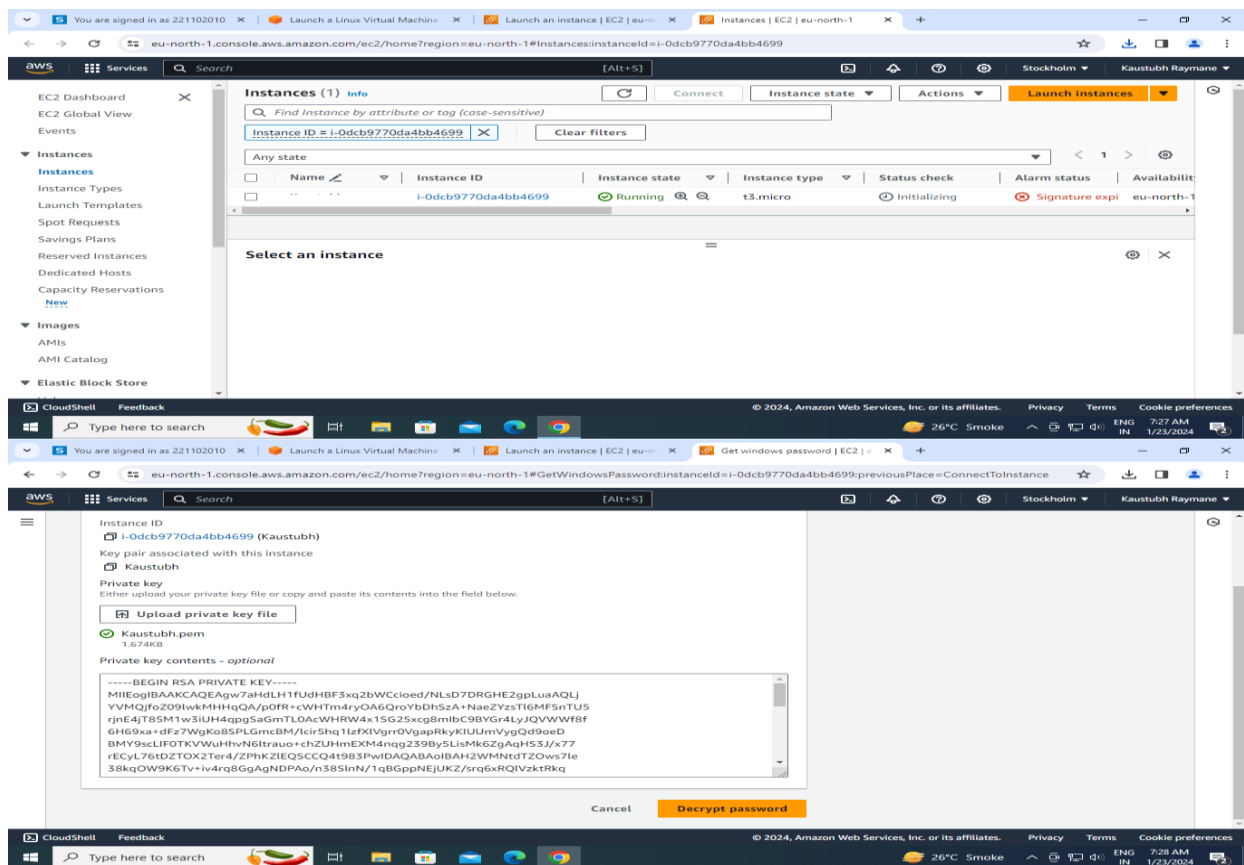 You are signed in as 221102010
Launch a Linux Virtual Machine
Launch an instance | EC2 | eu-n
Instances | EC2 | eu-north-1
eu-north-1.console.aws.amazon.com/ec2/home?region=eu-north-1#Instances:instanceId=i-0dcb9770da4bb4699
aws Services Search [Alt+S] Stockholm Kaustubh Raymane
EC2 Dashboard
EC2 Global View
Events
Instances
Instances
Instance Types
Launch Templates
Spot Requests
Savings Plans
Reserved Instances
Dedicated Hosts
Capacity Reservations
New
Images
AMIs
AMI Catalog
Elastic Block Store
Instances (1) Info Connect Instance state Actions Launch instances
Find Instance by attribute or tag (case-sensitive)
Instance ID = i-0dcb9770da4bb4699 Clear filters
Any state 1
Name Instance ID Instance state Instance type Status check Alarm status Availabilit
i-0dcb9770da4bb4699 Running t3.micro Initializing Signature expi eu-north-1
Select an instance
CloudShell Feedback © 2024, Amazon Web Services, Inc. or its affiliates. Privacy Terms Cookie preferences
Type here to search 26°C Smoke ENG 7:27 AM
IN 1/23/2024
You are signed in as 221102010
Launch a Linux Virtual Machine
Launch an instance | EC2 | eu-n
Get windows password | EC2 | e
eu-north-1.console.aws.amazon.com/ec2/home?region=eu-north-1#GetWindowsPassword:instanceId=i-0dcb9770da4bb4699;previousPlace=ConnectToInstance
aws Services Search [Alt+S] Stockholm Kaustubh Raymane
Instance ID
i-0dcb9770da4bb4699 (Kaustubh)
Key pair associated with this instance
Kaustubh
Private key
Either upload your private key file or copy and paste its contents into the field below.
Upload private key file
Kaustubh.pem
1.674KB
Private key contents - optional
-----BEGIN RSA PRIVATE KEY-----
Cancel Decrypt password
CloudShell Feedback © 2024, Amazon Web Services, Inc. or its affiliates. Privacy Terms Cookie preferences
Type here to search 26°C Smoke ENG 7:28 AM
IN 1/23/2024